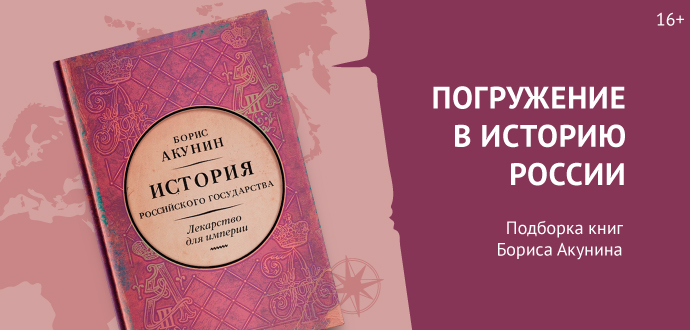 БОРИС
АКУНИН
ИСТОРИЯ
РОССИЙСКОГО ГОСУДАРСТВА
Лекарство
для империи
16+
ПОГРУЖЕНИЕ
В ИСТОРИЮ
РОССИИ
Подборка книг
Бориса Акунина